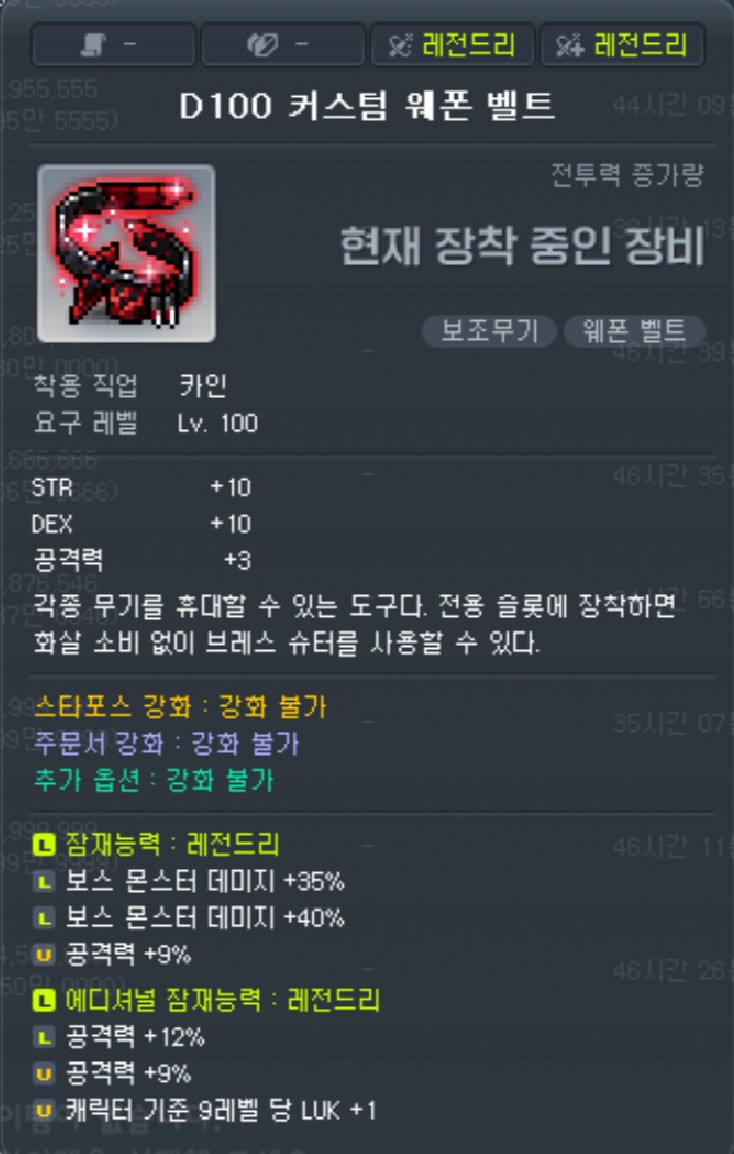 - - 레전드리 레전드리
D100 커스텀 웨폰 벨트
전투력 증가량
현재 장착 중인 장비
보조무기 웨폰 벨트
착용 직업 카인
요구 레벨 Lv. 100
STR +10
DEX +10
공격력 +3
각종 무기를 휴대할 수 있는 도구다. 전용 슬롯에 장착하면
화살 소비 없이 브레스 슈터를 사용할 수 있다.
스타포스 강화 : 강화 불가
주문서 강화 : 강화 불가
추가 옵션 : 강화 불가
L 잠재능력 : 레전드리
L 보스 몬스터 데미지 +35%
L 보스 몬스터 데미지 +40%
U 공격력 +9%
L 에디셔널 잠재능력 : 레전드리
L 공격력 +12%
U 공격력 +9%
U 캐릭터 기준 9레벨 당 LUK +1